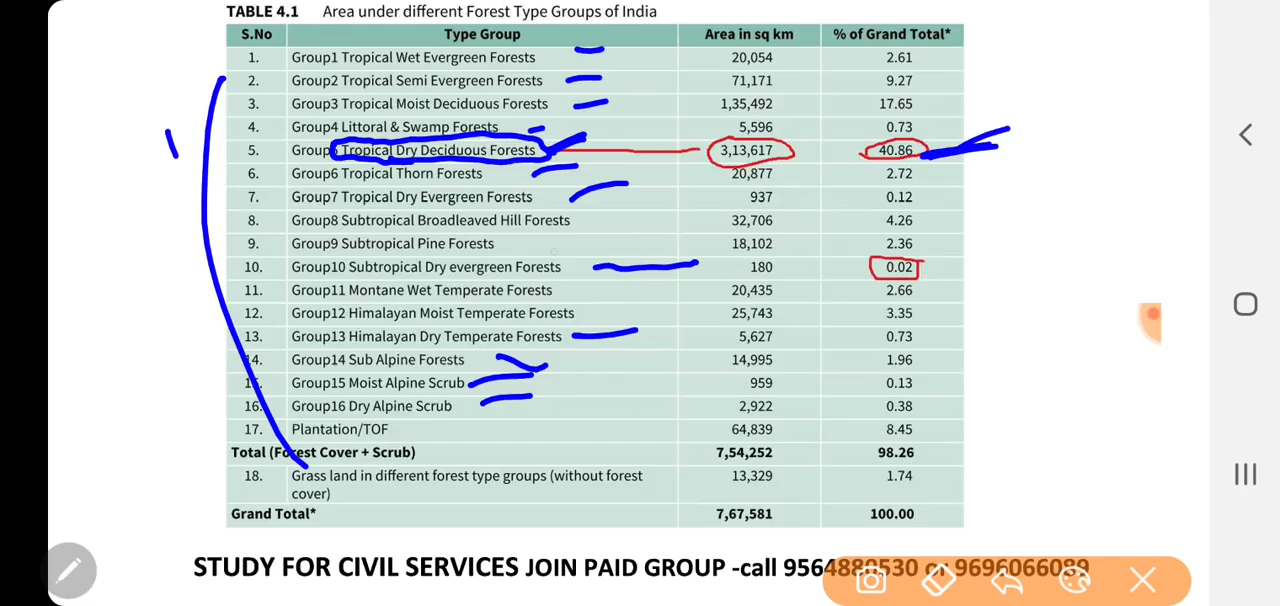 TABLE 4.1 Area under different Forest Type Groups of India
S.No Type Group Area in sq km % of Grand Total*
1. Group1 Tropical Wet Evergreen Forests 20,054 2.61
2. Group2 Tropical Semi Evergreen Forests 71,171 9.27
3. Group3 Tropical Moist Deciduous Forests 1,35,492 17.65
4. Group4 Littoral & Swamp Forests 5,596 0.73
5. Group5 Tropical Dry Deciduous Forests 3,13,617 40.86
6. Group6 Tropical Thorn Forests 20,877 2.72
7. Group7 Tropical Dry Evergreen Forests 937 0.12
8. Group8 Subtropical Broadleaved Hill Forests 32,706 4.26
9. Group9 Subtropical Pine Forests 18,102 2.36
10. Group10 Subtropical Dry evergreen Forests 180 0.02
11. Group11 Montane Wet Temperate Forests 20,435 2.66
12. Group12 Himalayan Moist Temperate Forests 25,743 3.35
13. Group13 Himalayan Dry Temperate Forests 5,627 0.73
14. Group14 Sub Alpine Forests 14,995 1.96
15. Group15 Moist Alpine Scrub 959 0.13
16. Group16 Dry Alpine Scrub 2,922 0.38
17. Plantation/TOF 64,839 8.45
Total (Forest Cover + Scrub) 7,54,252 98.26
18. Grass land in different forest type groups (without forest 13,329 1.74
cover)
Grand Total* 7,67,581 100.00
STUDY FOR CIVIL SERVICES JOIN PAID GROUP -call 9564880530 or 9696066089